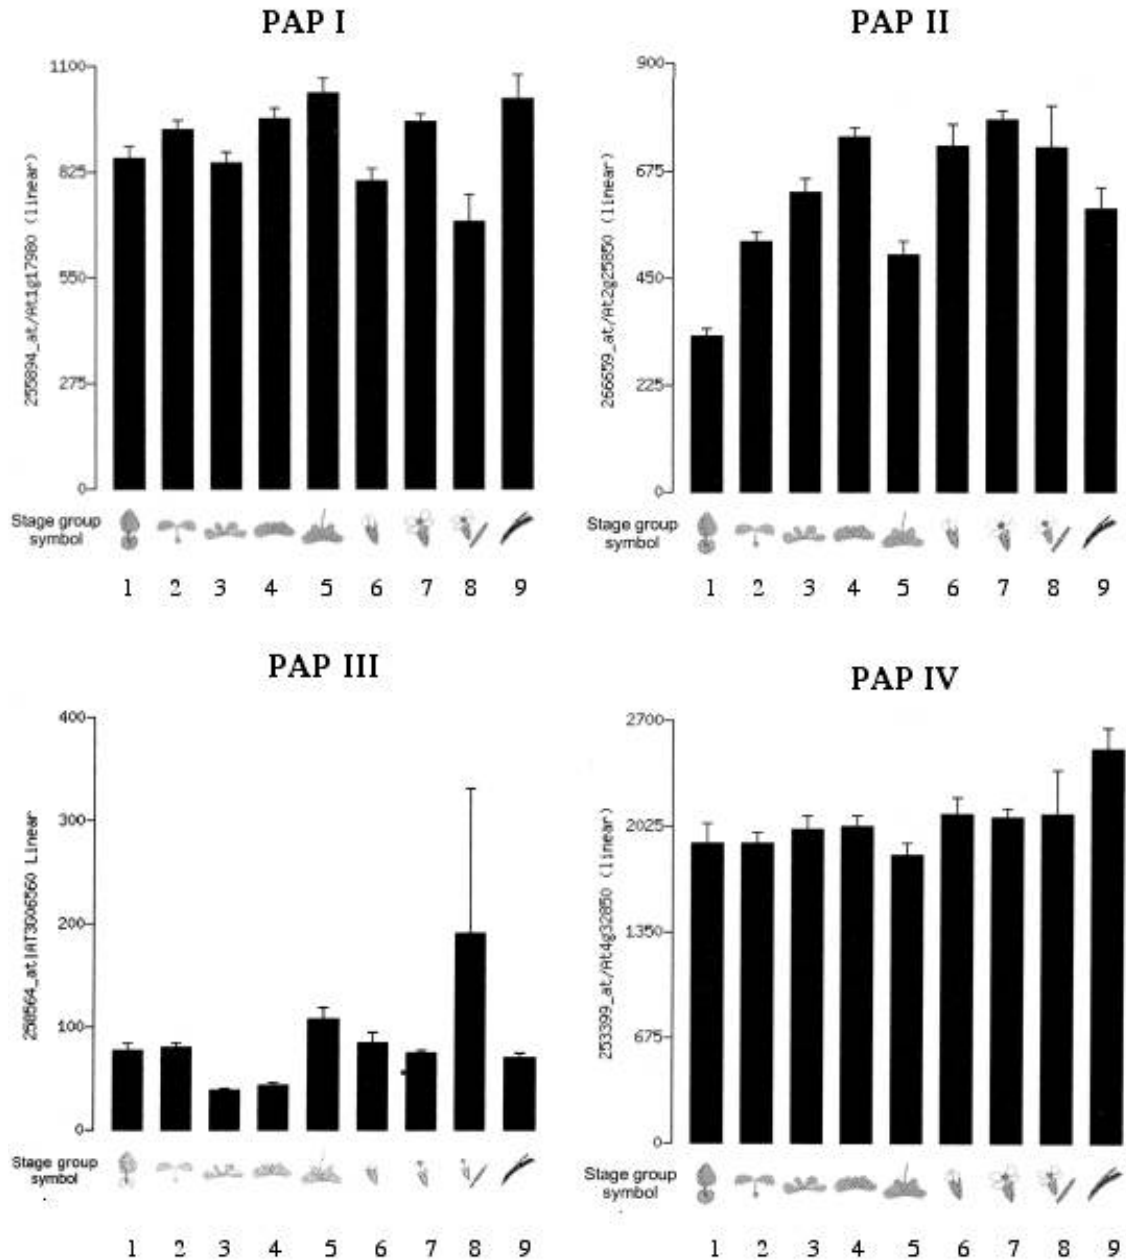 PAP I
1100
825
550
275
0
255894_at/At1g17980 (linear)
Stage group
symbol
1 2 3 4 5 6 7 8 9
PAP II
900
675
450
225
0
266659_at/At2g25850 (linear)
Stage group
symbol
1 2 3 4 5 6 7 8 9
PAP III
400
300
200
100
0
258564_at|AT3G06560 Linear
Stage group
symbol
1 2 3 4 5 6 7 8 9
PAP IV
2700
2025
1350
675
0
253399_at/At4g32850 (linear)
Stage group
symbol
1 2 3 4 5 6 7 8 9